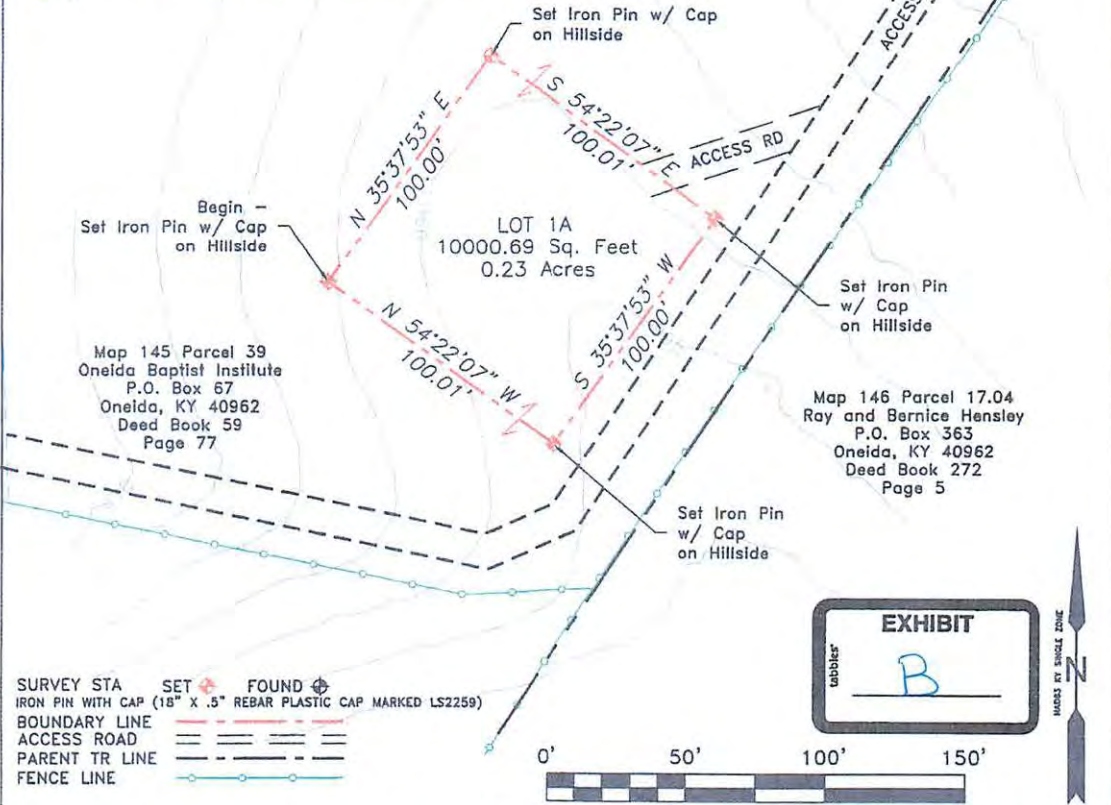 Set Iron Pin w/ Cap
on Hillside
ACCESS
S 54°22'07" E
100.01'
N 35°37'53" E
100.00'
ACCESS RD
Begin –
Set Iron Pin w/ Cap
on Hillside
LOT 1A
10000.69 Sq. Feet
0.23 Acres
S 35°37'53" W
100.00'
Set Iron Pin
w/ Cap
on Hillside
N 54°22'07" W
100.01'
Map 145 Parcel 39
Oneida Baptist Institute
P.O. Box 67
Oneida, KY 40962
Deed Book 59
Page 77
Map 146 Parcel 17.04
Ray and Bernice Hensley
P.O. Box 363
Oneida, KY 40962
Deed Book 272
Page 5
Set Iron Pin
w/ Cap
on Hillside
EXHIBIT
tabbies'
B
NAD83 KY SINGLE ZONE
N
SURVEY STA SET FOUND
IRON PIN WITH CAP (18" X .5" REBAR PLASTIC CAP MARKED LS2259)
BOUNDARY LINE
ACCESS ROAD
PARENT TR LINE
FENCE LINE
0' 50' 100' 150'